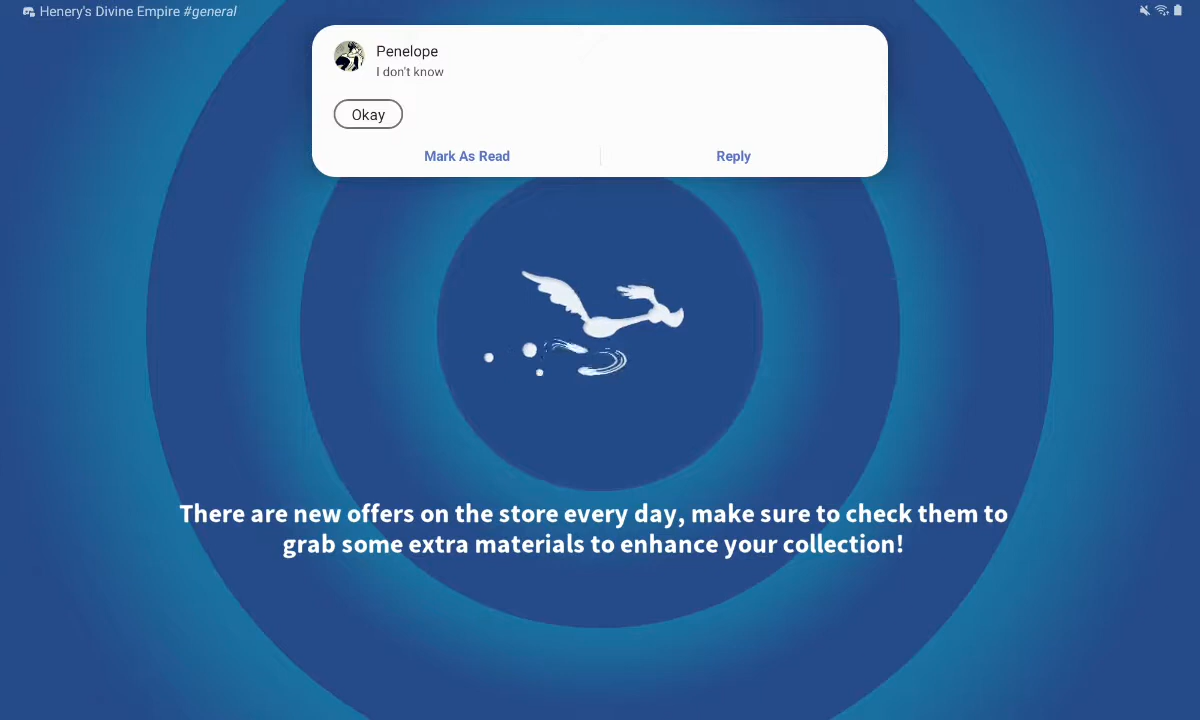 Henery's Divine Empire #general
Penelope
I don't know
Okay
Mark As Read
Reply
There are new offers on the store every day, make sure to check them to
grab some extra materials to enhance your collection!